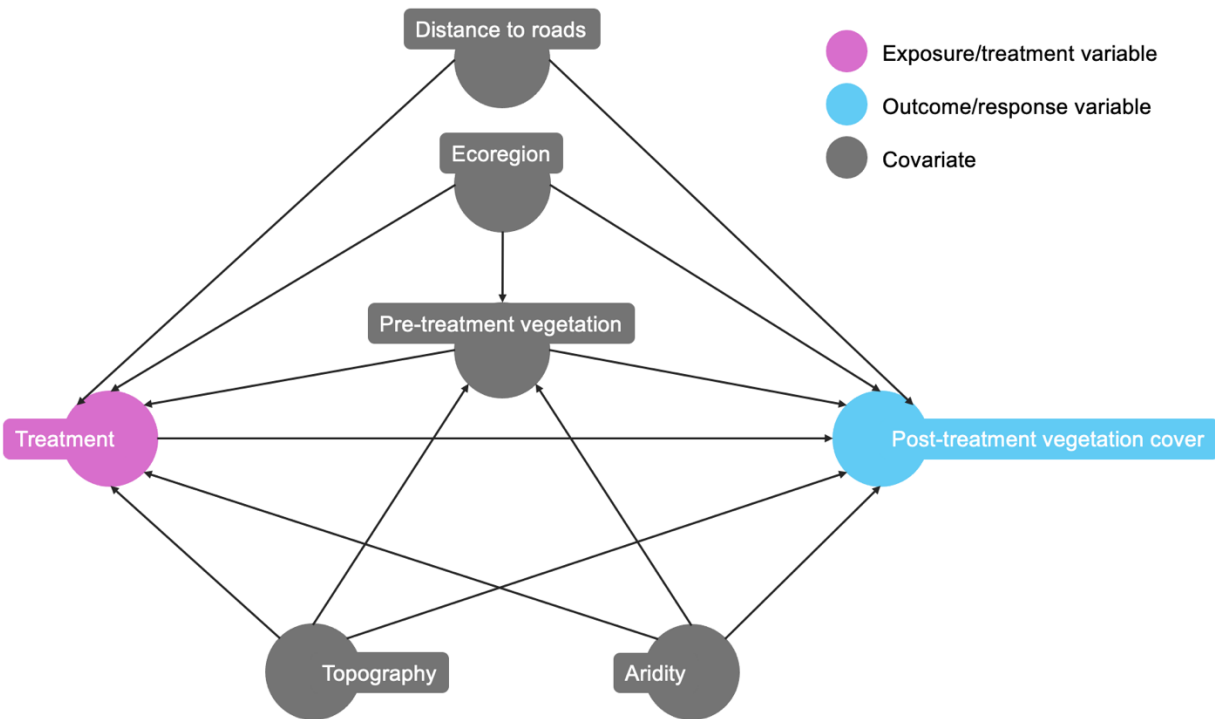 Distance to roads
Exposure/treatment variable
Outcome/response variable
Ecoregion
Covariate
Pre-treatment vegetation
Treatment
Post-treatment vegetation cover
Topography
Aridity